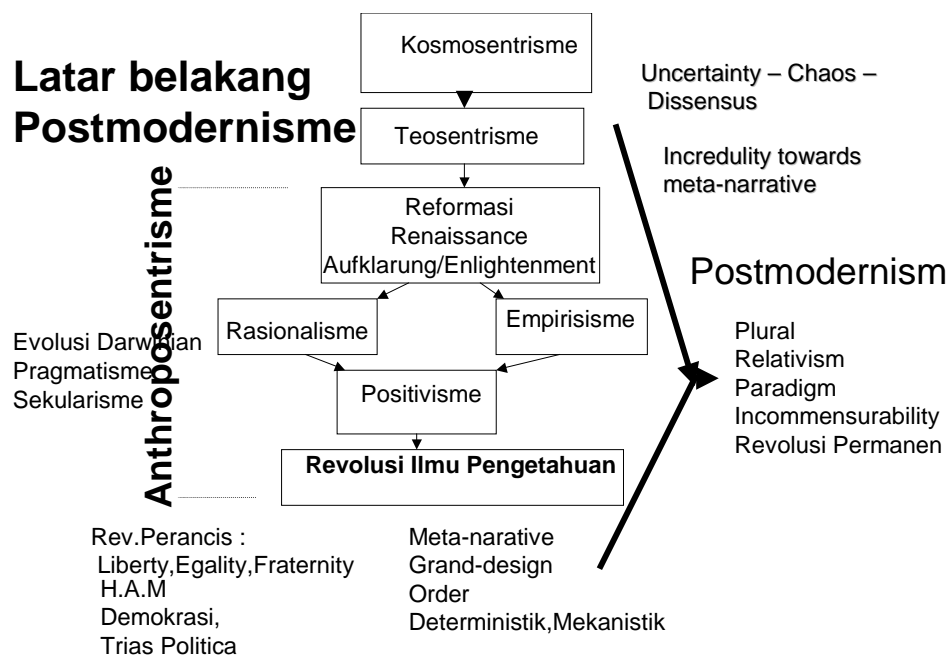 Latar belakang
Postmodernisme
Kosmosentrisme
Teosentrisme
Reformasi
Renaissance
Aufklarung/Enlightenment
Rasionalisme
Empirisisme
Positivisme
Revolusi Ilmu Pengetahuan
Anthroposentrisme
Evolusi Darwinian
Pragmatisme
Sekularisme
Rev.Perancis :
Liberty,Egality,Fraternity
H.A.M
Demokrasi,
Trias Politica
Meta-narative
Grand-design
Order
Deterministik,Mekanistik
Uncertainty – Chaos –
Dissensus
Incredulity towards
meta-narrative
Postmodernism
Plural
Relativism
Paradigm
Incommensurability
Revolusi Permanen